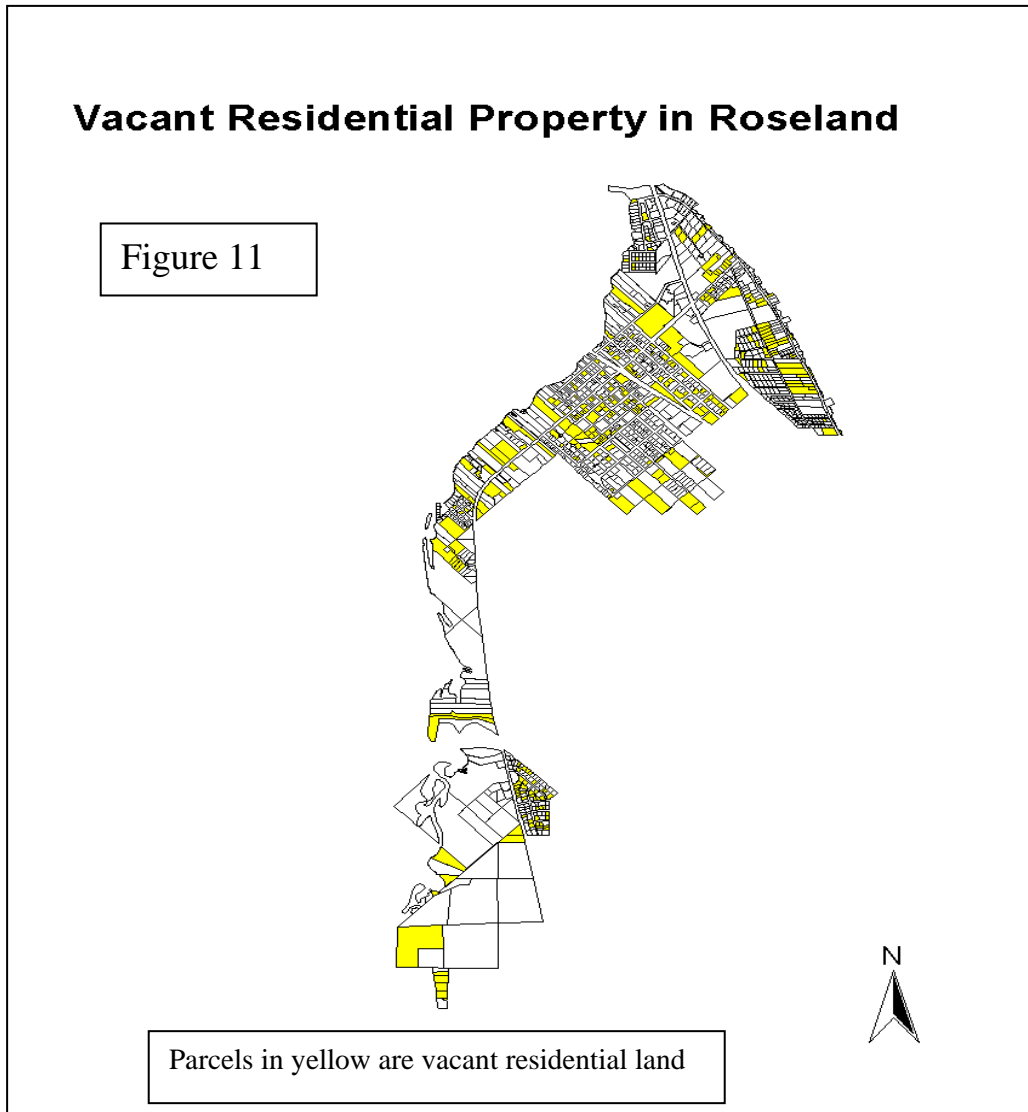 Vacant Residential Property in Roseland
Figure 11
N
Parcels in yellow are vacant residential land